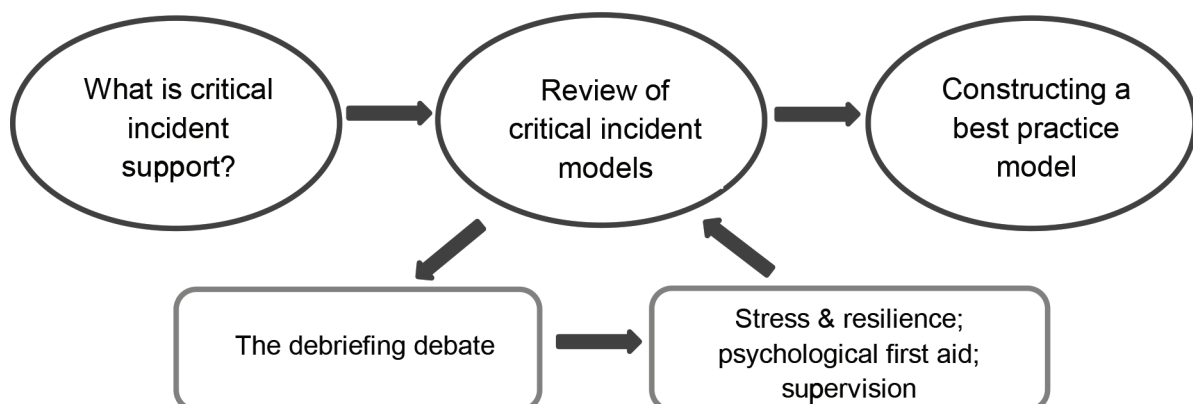 What is critical
incident
support?
Review of
critical incident
models
Constructing a
best practice
model
The debriefing debate
Stress & resilience;
psychological first aid;
supervision